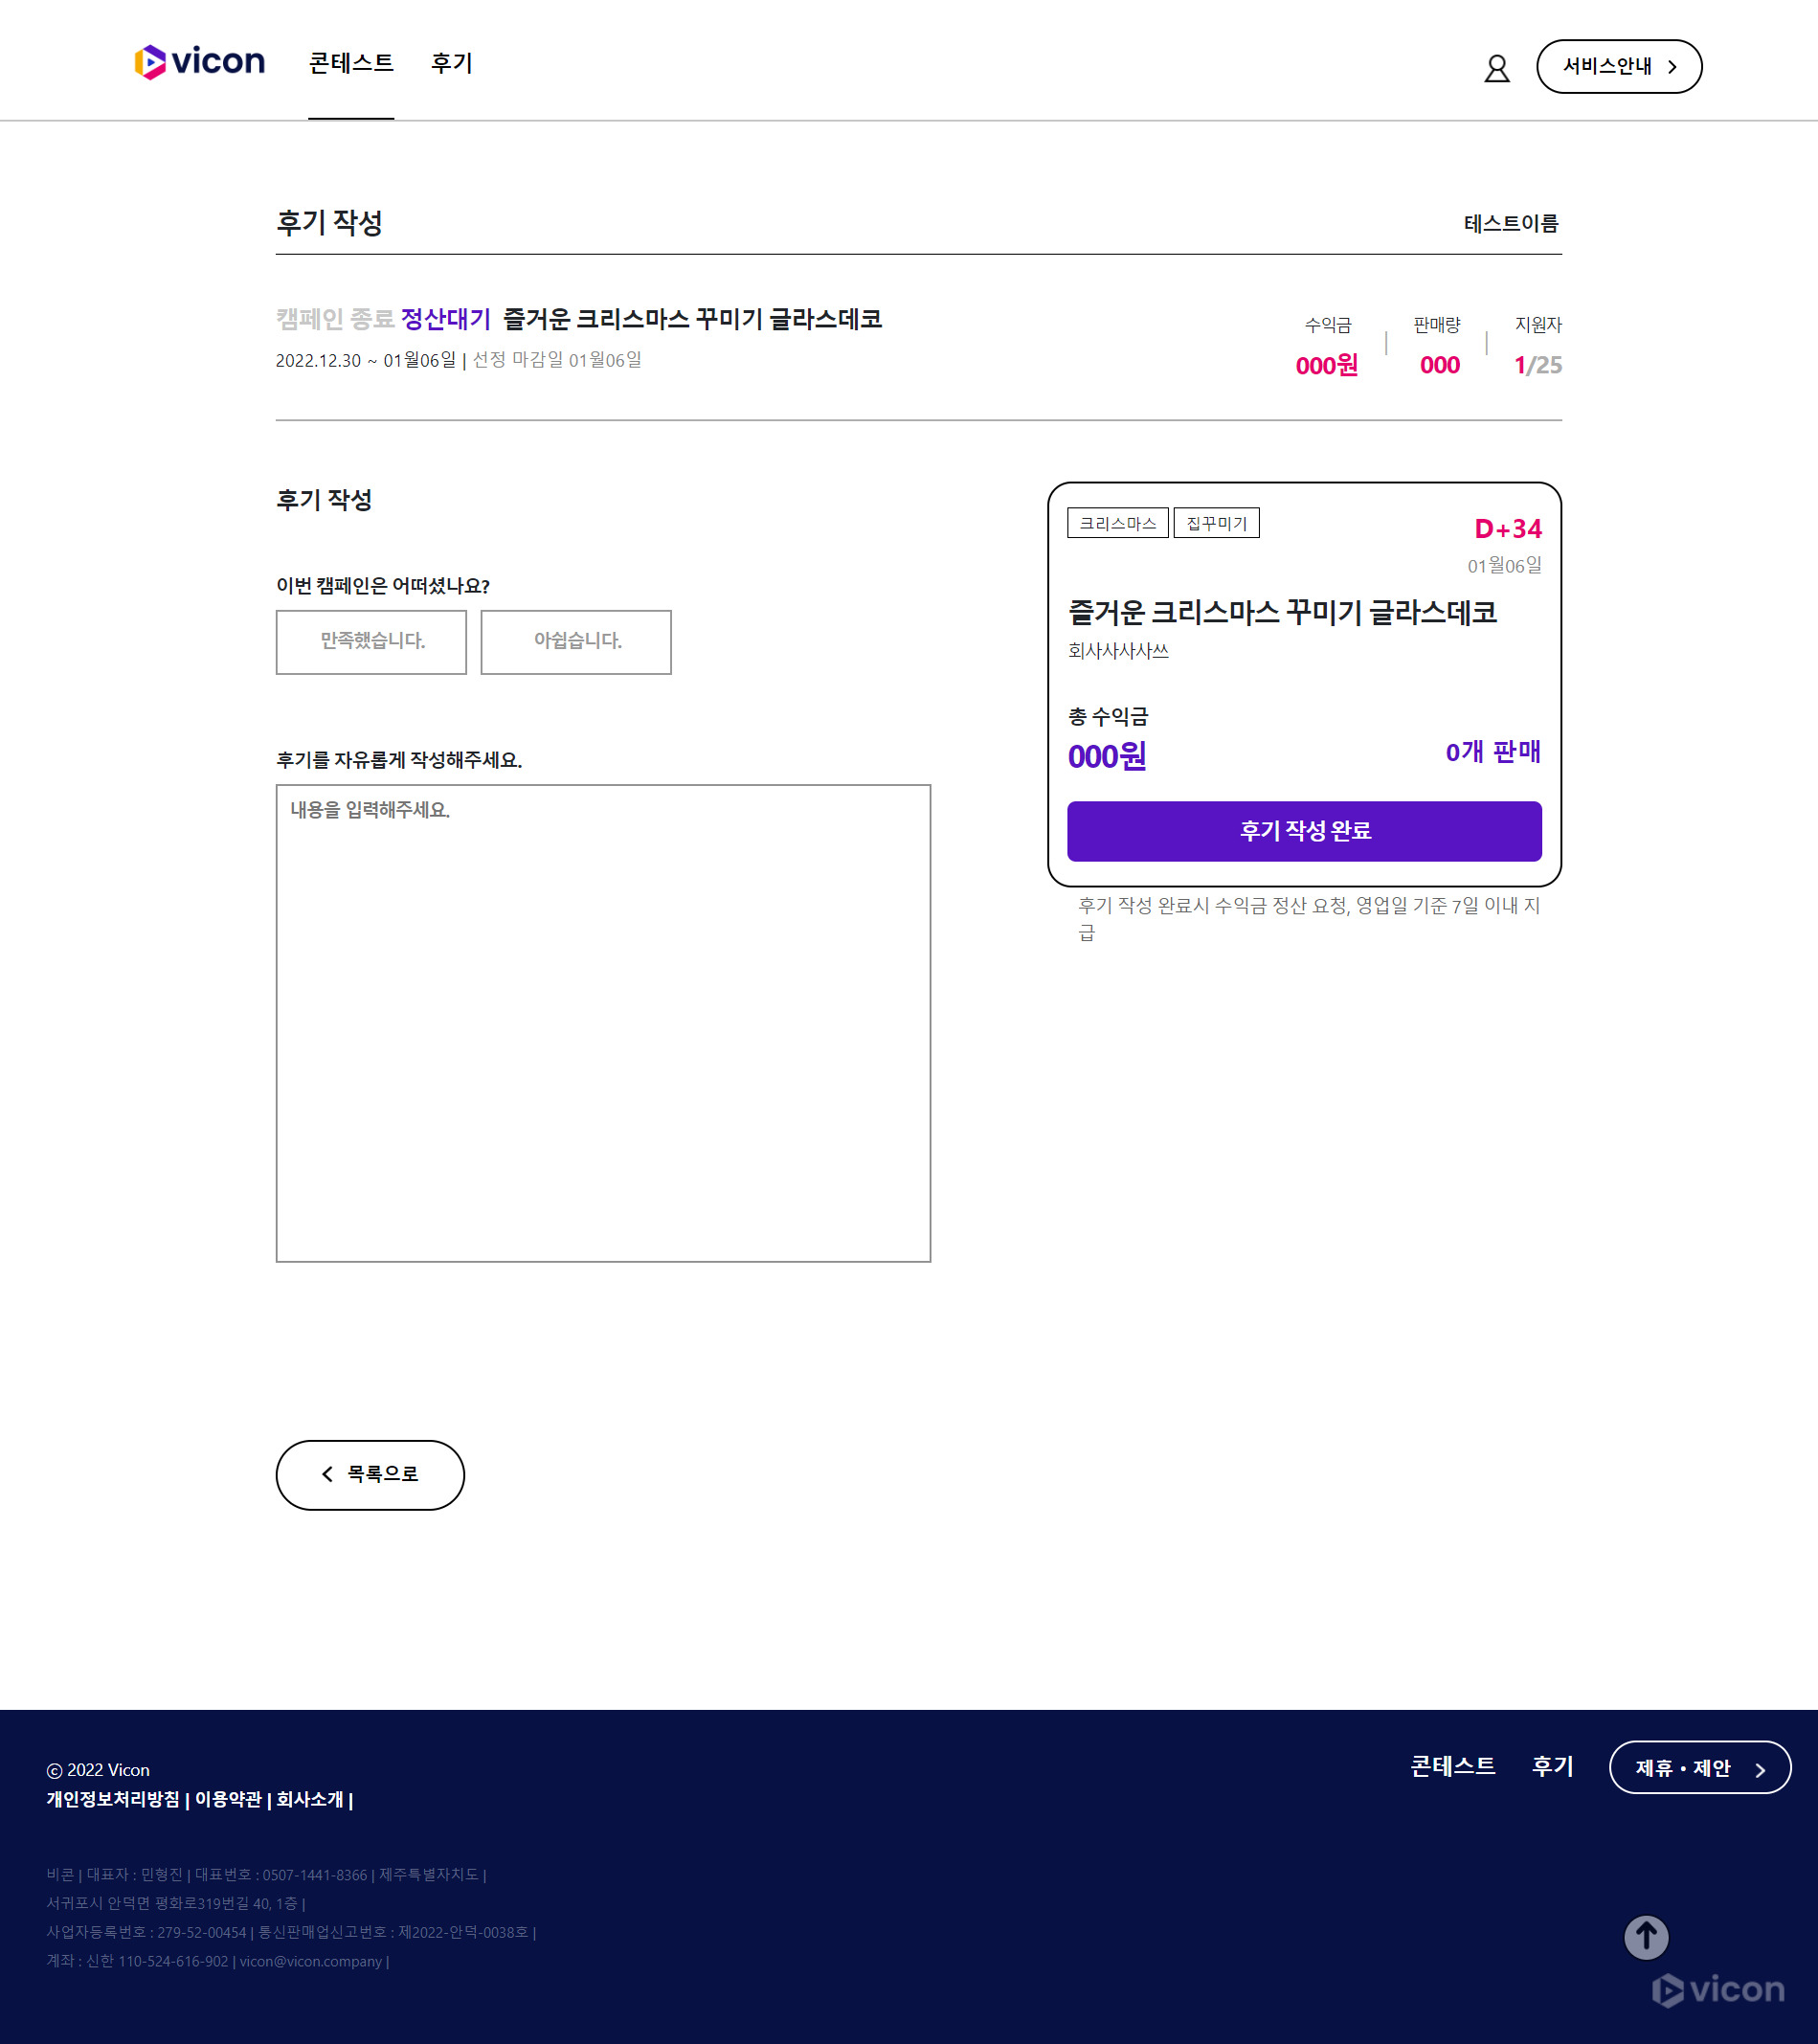 vicon 콘테스트 후기 서비스안내
후기 작성 테스트이름
캠페인 종료 정산대기 즐거운 크리스마스 꾸미기 글라스데코
2022.12.30 ~ 01월06일 | 선정 마감일 01월06일
수익금 판매량 지원자
000원 000 1/25
후기 작성
이번 캠페인은 어떠셨나요?
만족했습니다. 아쉽습니다.
후기를 자유롭게 작성해주세요.
내용을 입력해주세요.
크리스마스 집꾸미기 D+34
01월06일
즐거운 크리스마스 꾸미기 글라스데코
회사사사사쓰
총 수익금
000원 0개 판매
후기 작성 완료
후기 작성 완료시 수익금 정산 요청, 영업일 기준 7일 이내 지
급
목록으로
ⓒ 2022 Vicon
개인정보처리방침 | 이용약관 | 회사소개 |
콘테스트 후기 제휴 • 제안
비콘 | 대표자 : 민형진 | 대표번호 : 0507-1441-8366 | 제주특별자치도 |
서귀포시 안덕면 평화로319번길 40, 1층 |
사업자등록번호 : 279-52-00454 | 통신판매업신고번호 : 제2022-안덕-0038호 |
계좌 : 신한 110-524-616-902 | vicon@vicon.company |
vicon